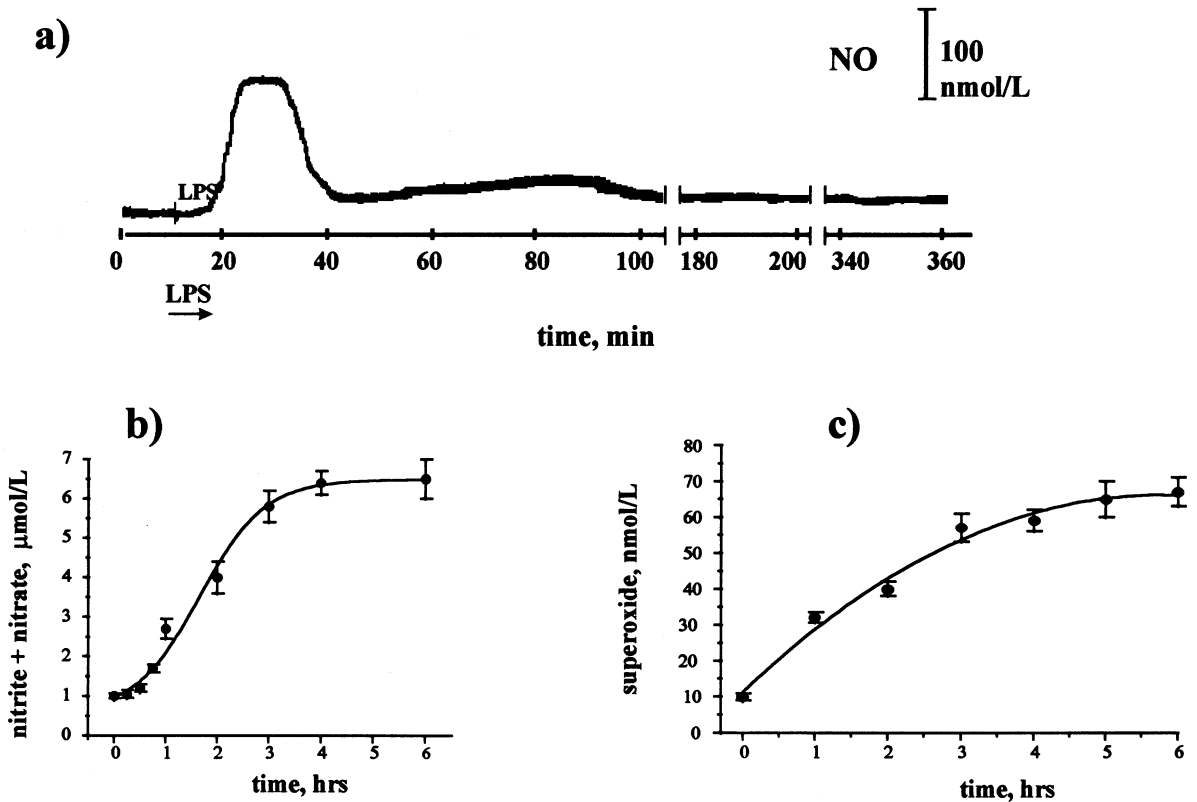 a)
NO
100
nmol/L
LPS
0 20 40 60 80 100 180 200 340 360
LPS
time, min
b)
nitrite + nitrate, μmol/L
7
6
5
4
3
2
1
0
0 1 2 3 4 5 6
time, hrs
c)
superoxide, nmol/L
80
70
60
50
40
30
20
10
0
0 1 2 3 4 5 6
time, hrs